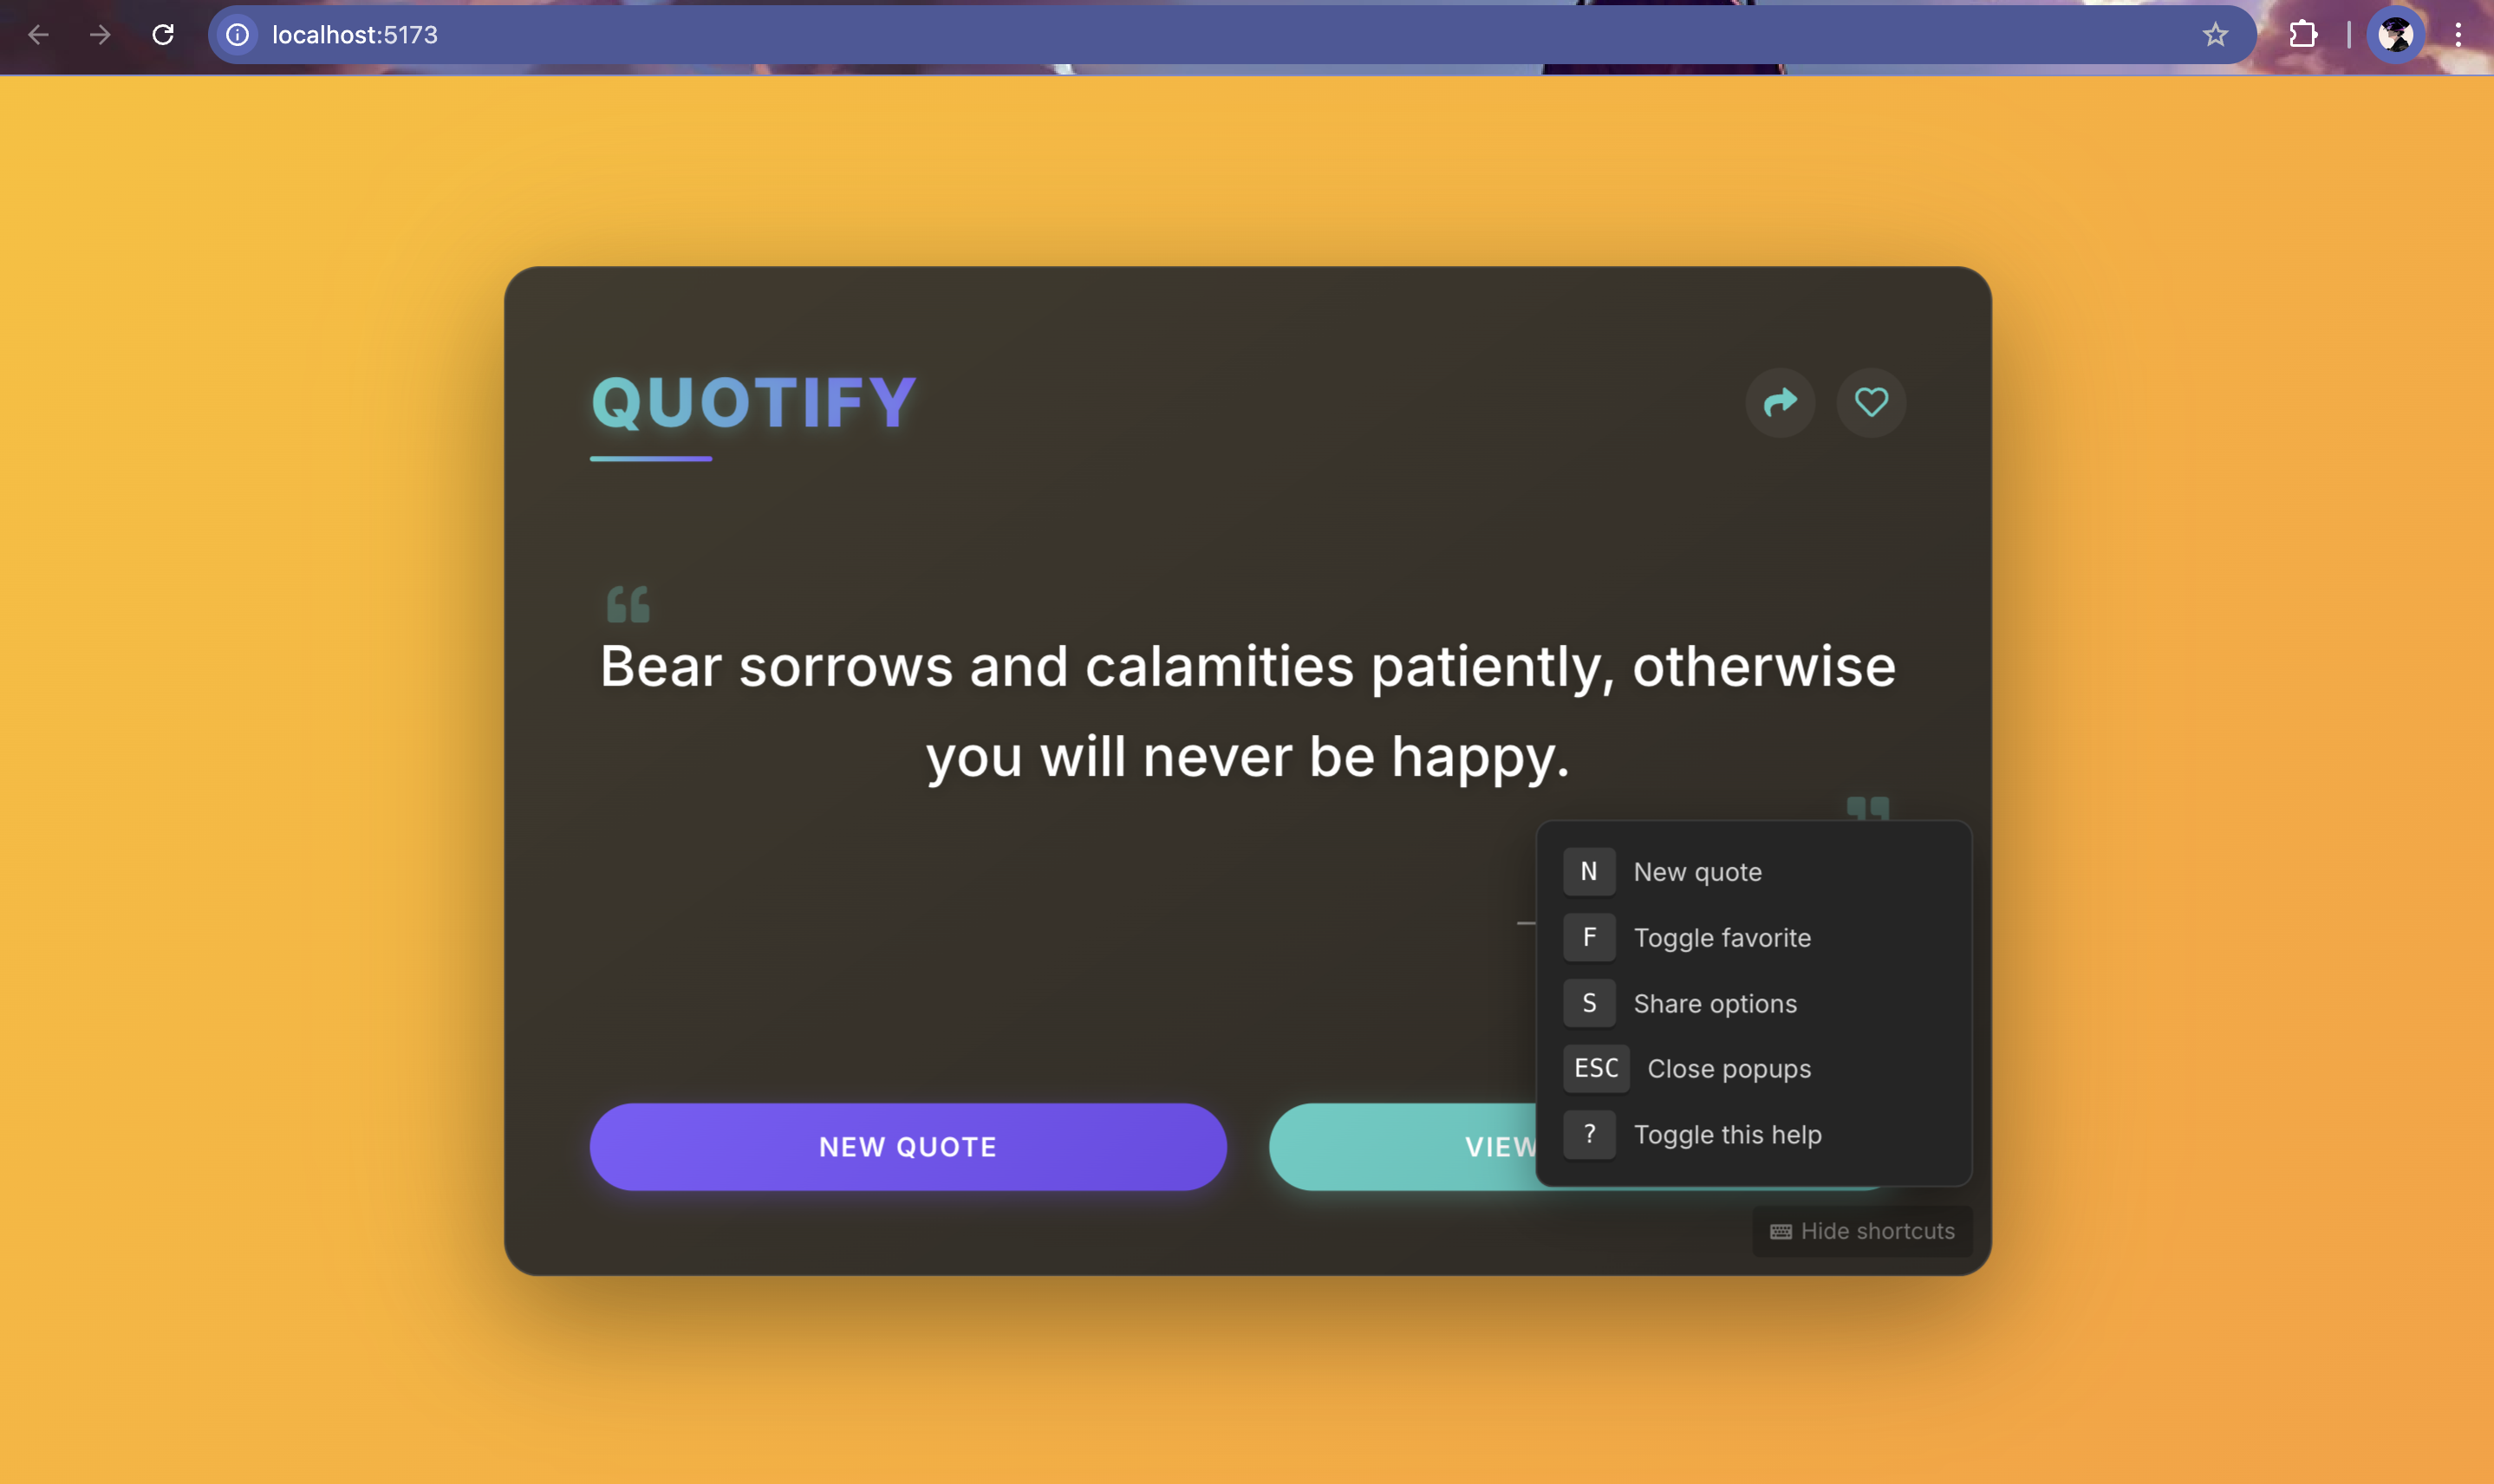 localhost:5173
QUOTIFY
Bear sorrows and calamities patiently, otherwise
you will never be happy.
—
N New quote
F Toggle favorite
S Share options
ESC Close popups
? Toggle this help
NEW QUOTE
VIEW
Hide shortcuts